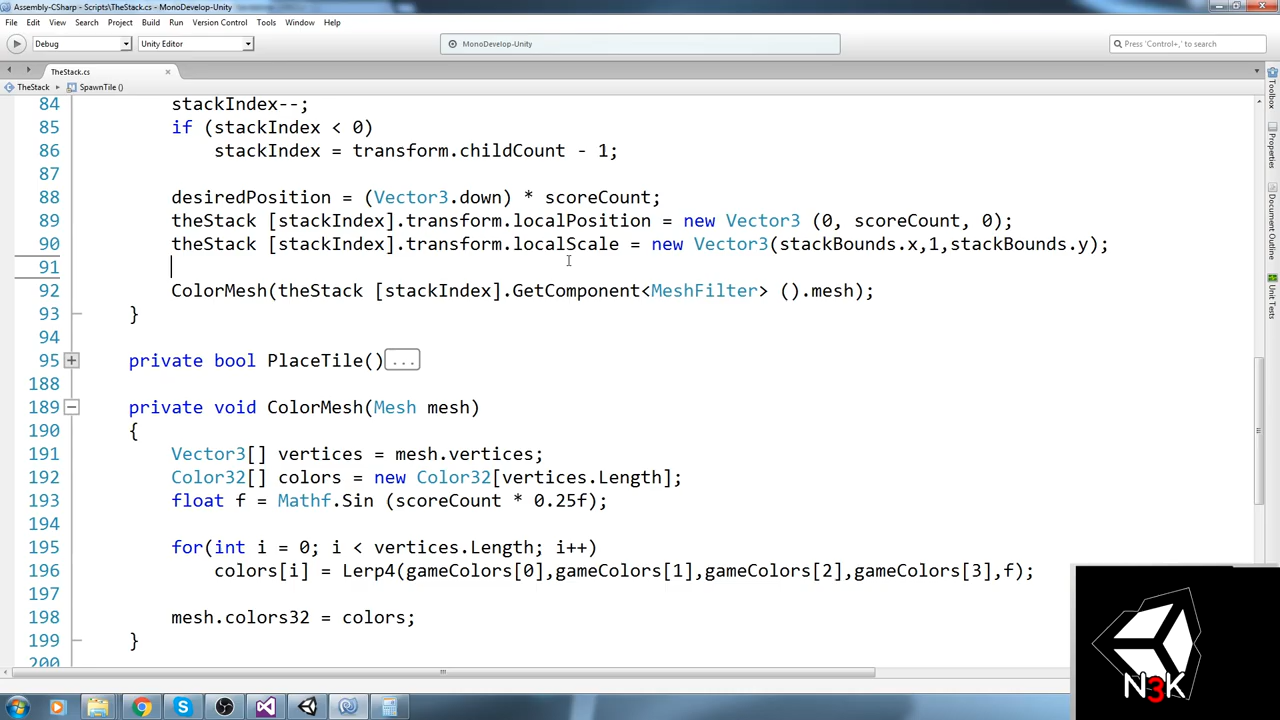 Assembly-CSharp - Scripts\TheStack.cs - MonoDevelop-Unity
File Edit View Search Project Build Run Version Control Tools Window Help
Debug Unity Editor MonoDevelop-Unity Press 'Control+,' to search
TheStack.cs
TheStack SpawnTile ()
84 stackIndex--;
85 if (stackIndex < 0)
86 stackIndex = transform.childCount - 1;
87
88 desiredPosition = (Vector3.down) * scoreCount;
89 theStack [stackIndex].transform.localPosition = new Vector3 (0, scoreCount, 0);
90 theStack [stackIndex].transform.localScale = new Vector3(stackBounds.x,1,stackBounds.y);
91
92 ColorMesh(theStack [stackIndex].GetComponent<MeshFilter> ().mesh);
93 }
94
95 private bool PlaceTile()...
188
189 private void ColorMesh(Mesh mesh)
190 {
191 Vector3[] vertices = mesh.vertices;
192 Color32[] colors = new Color32[vertices.Length];
193 float f = Mathf.Sin (scoreCount * 0.25f);
194
195 for(int i = 0; i < vertices.Length; i++)
196 colors[i] = Lerp4(gameColors[0],gameColors[1],gameColors[2],gameColors[3],f);
197
198 mesh.colors32 = colors;
199 }
200
Toolbox
Properties
Document Outline
Unit Tests
N3K